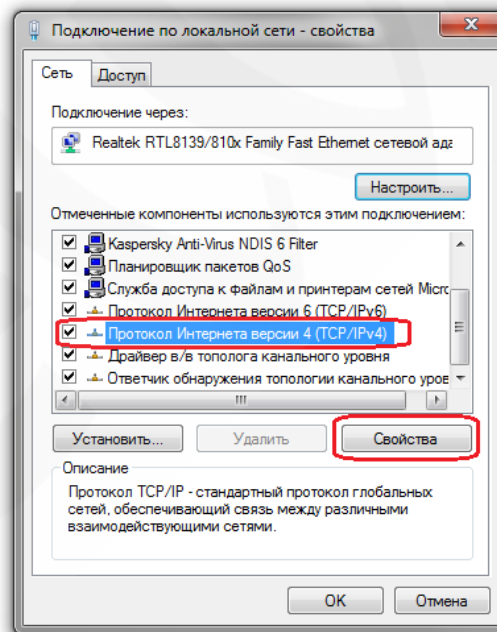 Подключение по локальной сети - свойства
Сеть
Доступ
Подключение через:
Realtek RTL8139/810x Family Fast Ethernet сетевой ада
Настроить...
Отмеченные компоненты используются этим подключением:
Kaspersky Anti-Virus NDIS 6 Filter
Планировщик пакетов QoS
Служба доступа к файлам и принтерам сетей Micro
Протокол Интернета версии 6 (TCP/IPv6)
Протокол Интернета версии 4 (TCP/IPv4)
Драйвер в/в тополога канального уровня
Ответчик обнаружения топологии канального уров
Установить...
Удалить
Свойства
Описание
Протокол TCP/IP - стандартный протокол глобальных
сетей, обеспечивающий связь между различными
взаимодействующими сетями.
OK
Отмена